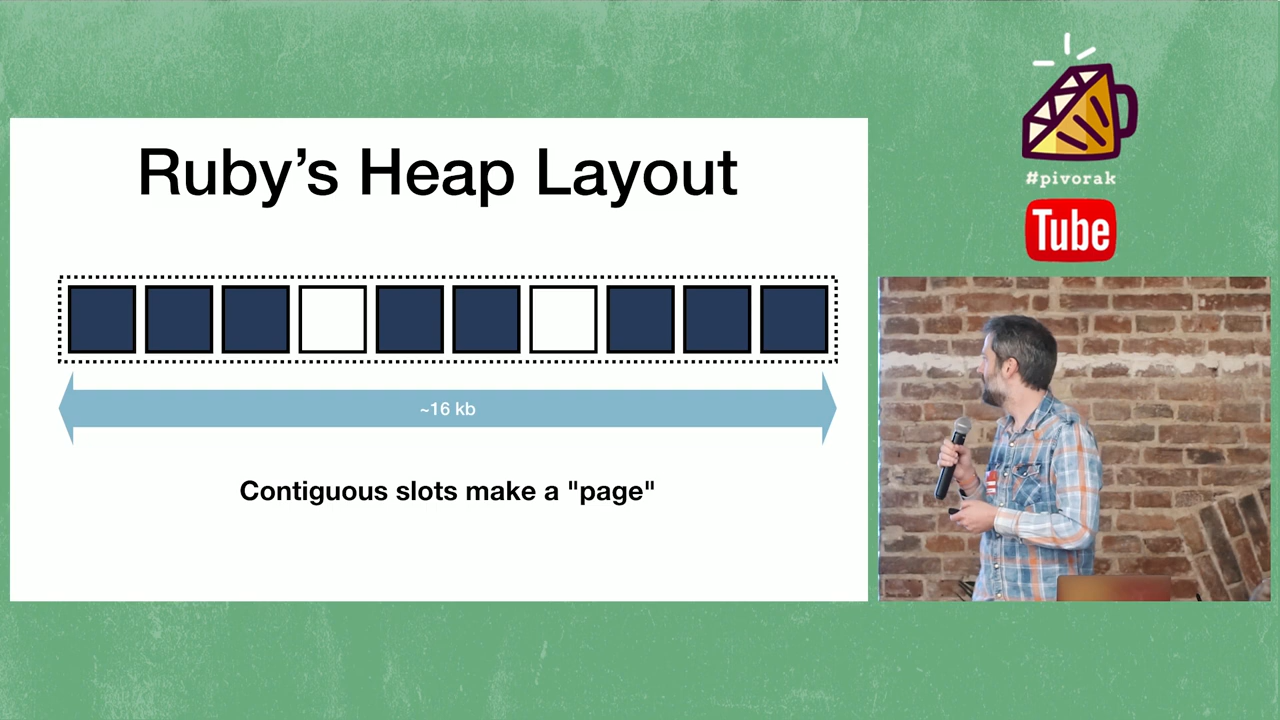 Ruby’s Heap Layout
~16 kb
Contiguous slots make a "page"
#pivorak
Tube